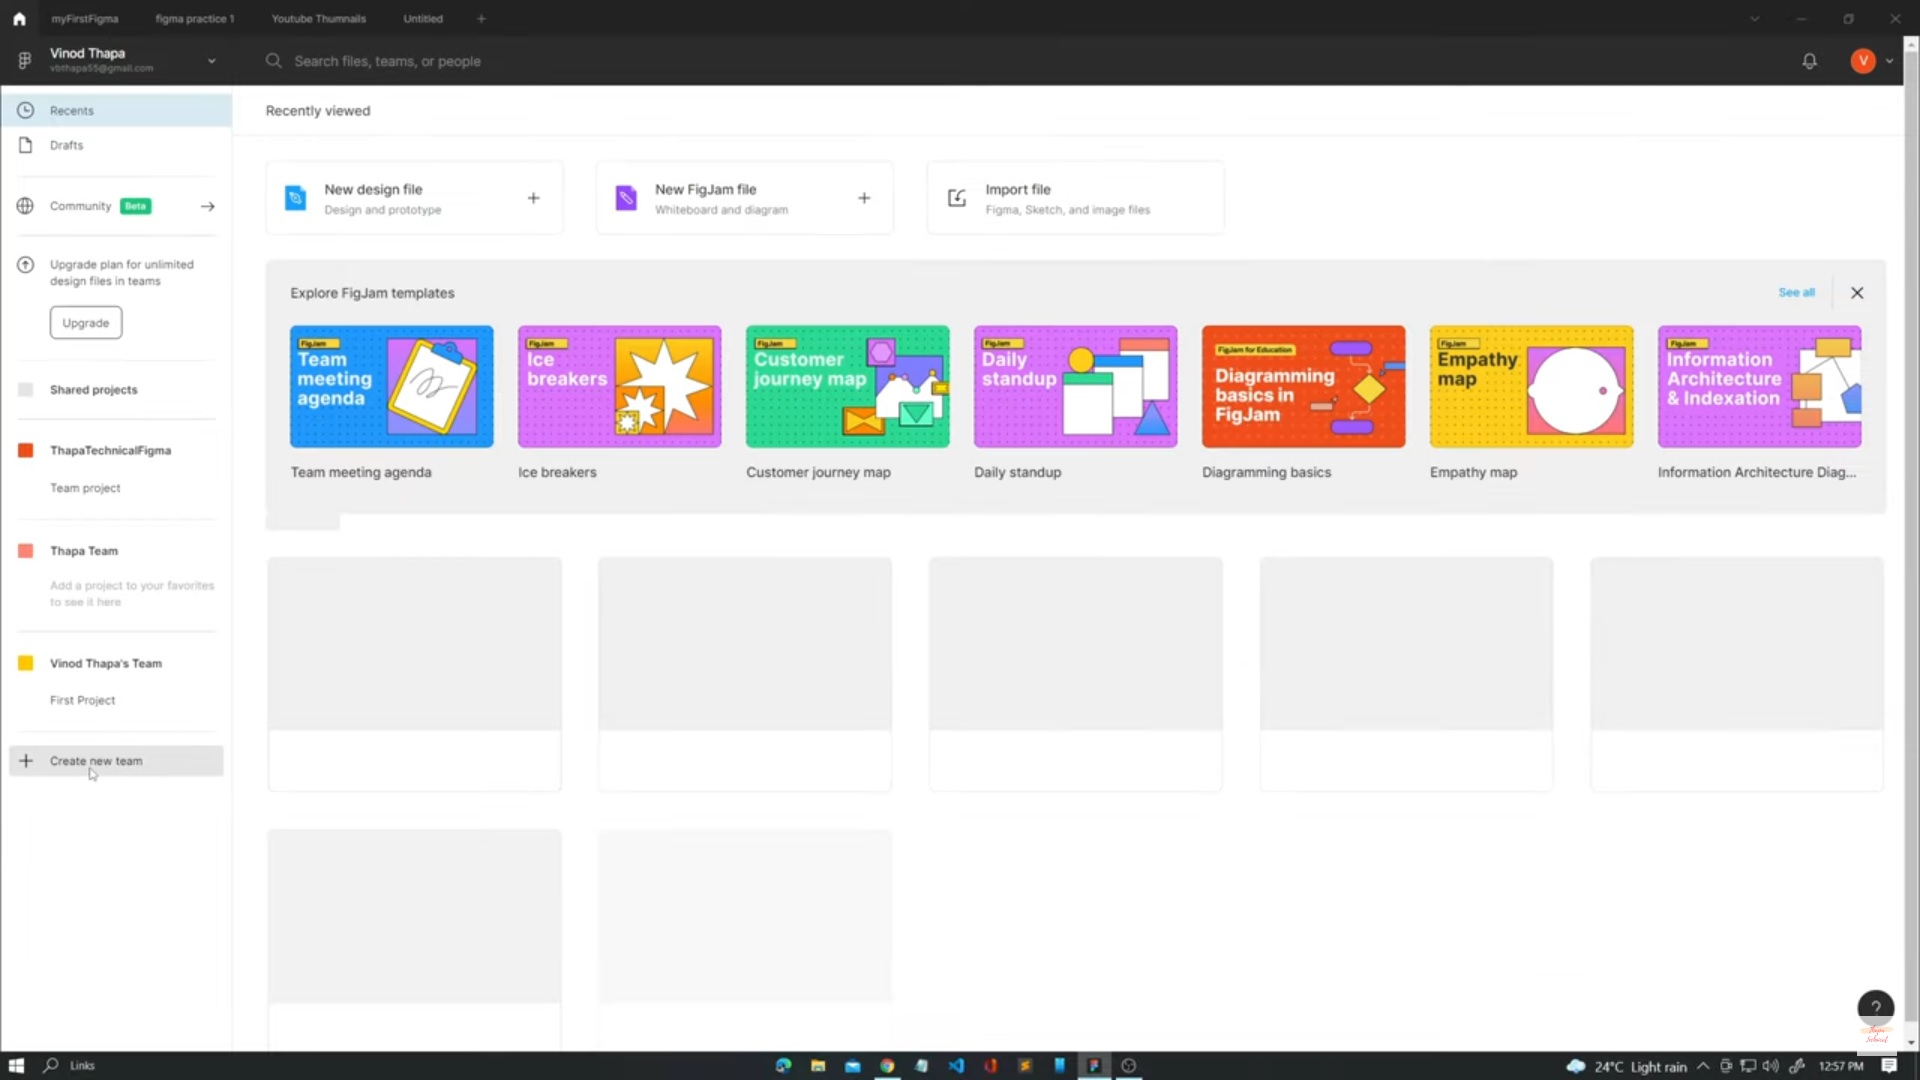 myFirstFigma
figma practice 1
Youtube Thumnails
Untitled
Vinod Thapa
vbthapa55@gmail.com
Search files, teams, or people
V
Recents
Drafts
Community Beta
Upgrade plan for unlimited
design files in teams
Upgrade
Shared projects
ThapaTechnicalFigma
Team project
Thapa Team
Add a project to your favorites
to see it here
Vinod Thapa's Team
First Project
Create new team
Recently viewed
New design file
Design and prototype
New FigJam file
Whiteboard and diagram
Import file
Figma, Sketch, and image files
Explore FigJam templates
See all
FigJam
Team
meeting
agenda
Team meeting agenda
FigJam
Ice
breakers
Ice breakers
FigJam
Customer
journey map
Customer journey map
FigJam
Daily
standup
Daily standup
FigJam for Education
Diagramming
basics in
FigJam
Diagramming basics
FigJam
Empathy
map
Empathy map
FigJam
Information
Architecture
& Indexation
Information Architecture Diag...
?
Thapa
Technical
Links
24°C Light rain
12:57 PM